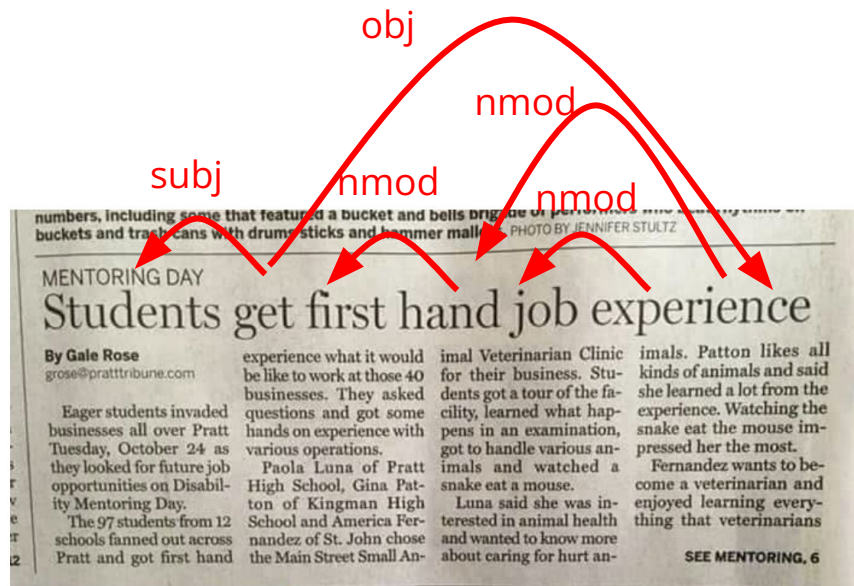 obj
nmod
subj
nmod
nmod
numbers, including some that featured a bucket and bells brigade of
buckets and trash cans with drums sticks and hammer PHOTO BY JENNIFER STULTZ
MENTORING DAY
Students get first hand job experience
By Gale Rose
grose@pratttribune.com
Eager students invaded
businesses all over Pratt
Tuesday, October 24 as
they looked for future job
opportunities on Disabil-
ity Mentoring Day.
The 97 students from 12
schools fanned out across
Pratt and got first hand
experience what it would
be like to work at those 40
businesses. They asked
questions and got some
hands on experience with
various operations.
Paola Luna of Pratt
High School, Gina Pat-
ton of Kingman High
School and America Fer-
nandez of St. John chose
the Main Street Small An-
imal Veterinarian Clinic
for their business. Stu-
dents got a tour of the fa-
cility, learned what hap-
pens in an examination,
got to handle various an-
imals and watched a
snake eat a mouse.
Luna said she was in-
terested in animal health
and wanted to know more
about caring for hurt an-
imals. Patton likes all
kinds of animals and said
she learned a lot from the
experience. Watching the
snake eat the mouse im-
pressed her the most.
Fernandez wants to be-
come a veterinarian and
enjoyed learning every-
thing that veterinarians
SEE MENTORING, 6